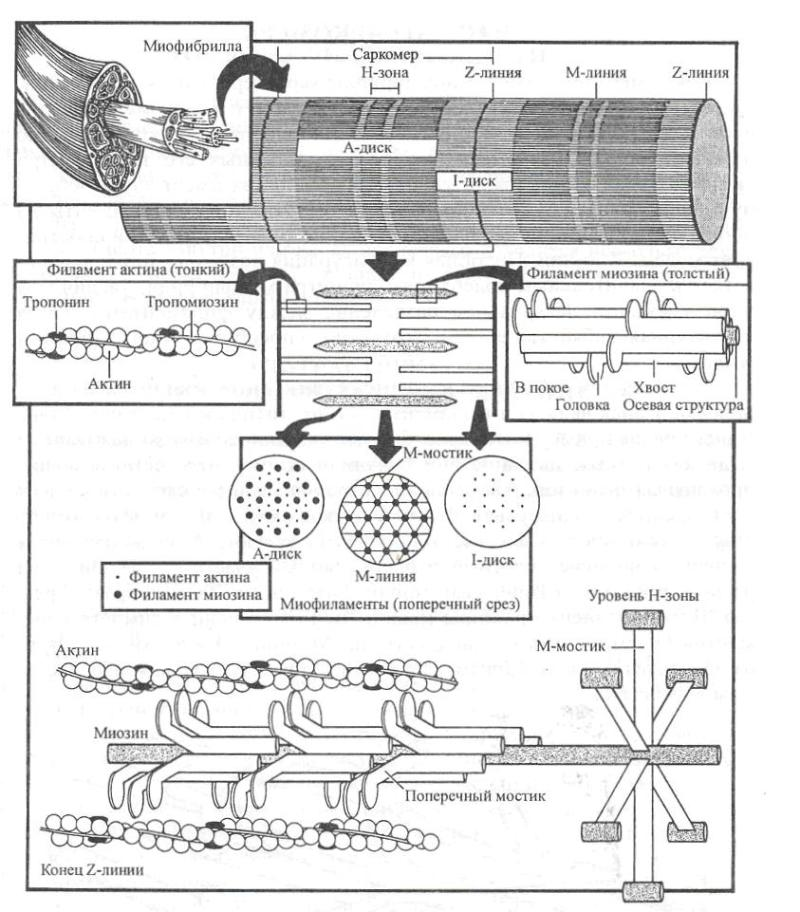 Миофибрилла
Саркомер
H-зона
Z-линия
М-линия
Z-линия
А-диск
I-диск
Филамент актина (тонкий)
Тропонин
Тропомиозин
Актин
Филамент миозина (толстый)
В покое
Хвост
Головка
Осевая структура
М-мостик
А-диск
М-линия
I-диск
Филамент актина
Филамент миозина
Миофиламенты (поперечный срез)
Уровень H-зоны
М-мостик
Актин
Миозин
Поперечный мостик
Конец Z-линии